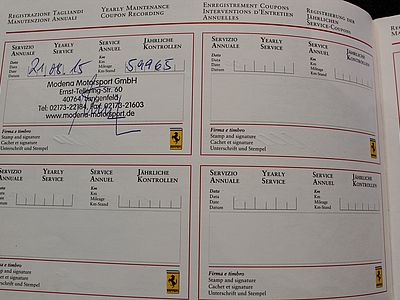 REGISTRAZIONE TAGLIANDI
MANUTENZIONI ANNUALI
YEARLY MAINTENANCE
COUPON RECORDING
ENREGISTREMENT COUPONS
INTERVENTIONS D'ENTRETIEN
ANNUELLES
REGISTRIERUNG DER
JÄHRLICHEN
SERVICE-COUPONS
SERVIZIO
ANNUALE
YEARLY
SERVICE
SERVICE
ANNUEL
JÄHRLICHE
KONTROLLEN
Data
Date
Date
Datum
21.08.15
Km
Mileage
Km
Km-Stand
59965
Modena Motorsport GmbH
Ernst-Tellering-Str. 60
40764 Langenfeld
Tel: 02173-22184 Fax: 02173-21603
www.modena-motorsport.de
Firma e timbro
Stamp and signature
Cachet et signature
Unterschrift und Stempel
SERVIZIO
ANNUALE
YEARLY
SERVICE
SERVICE
ANNUEL
JÄHRLICHE
KONTROLLEN
Data
Date
Date
Datum
Km
Mileage
Km
Km-Stand
Firma e timbro
Stamp and signature
Cachet et signature
Unterschrift und Stempel
SERVIZIO
ANNUALE
YEARLY
SERVICE
SERVICE
ANNUEL
JÄHRLICHE
KONTROLLEN
Data
Date
Date
Datum
Km
Km
Mileage
Km-Stand
Firma e timbro
Stamp and signature
Cachet et signature
Unterschrift und Stempel
SERVIZIO
ANNUALE
YEARLY
SERVICE
SERVICE
ANNUEL
JÄHRLICHE
KONTROLLEN
Data
Date
Date
Datum
Km
Km
Mileage
Km-Stand
Firma e timbro
Stamp and signature
Cachet et signature
Unterschrift und Stempel